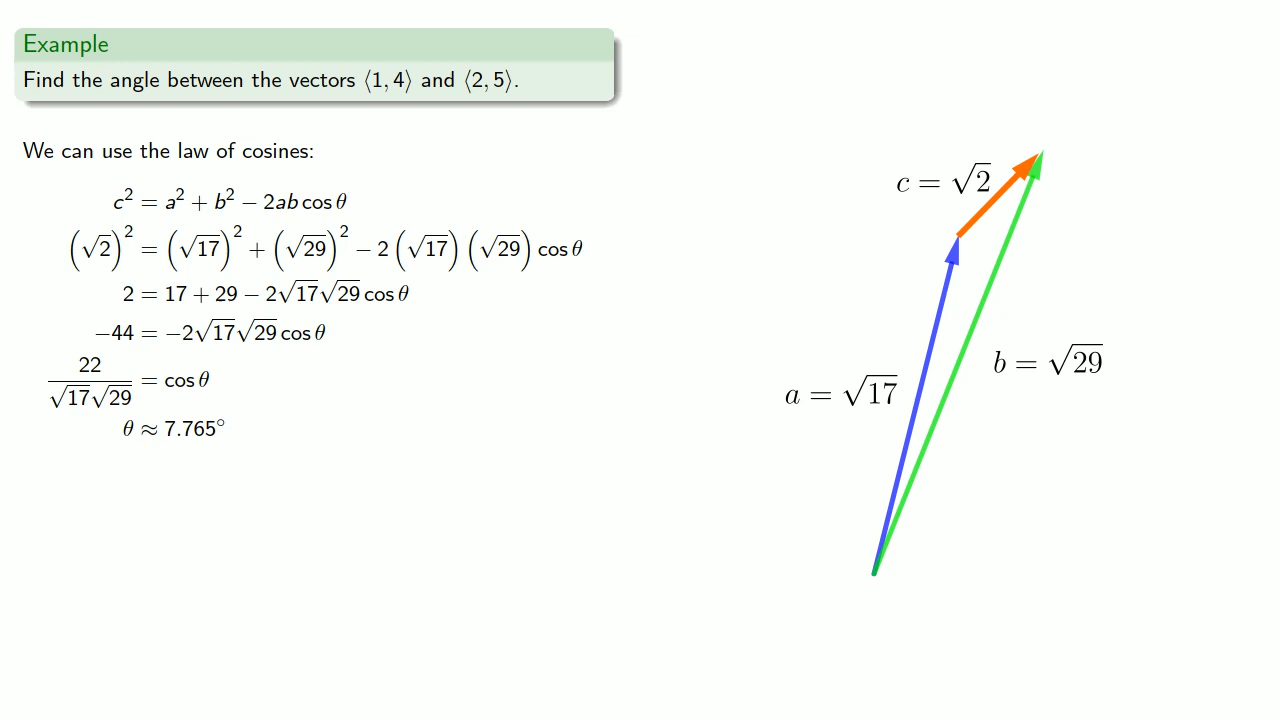 Example
Find the angle between the vectors ⟨1, 4⟩ and ⟨2, 5⟩.
We can use the law of cosines:
c² = a² + b² − 2ab cos θ
(√2)² = (√17)² + (√29)² − 2 (√17) (√29) cos θ
2 = 17 + 29 − 2√17√29 cos θ
−44 = −2√17√29 cos θ
22/(√17√29) = cos θ
θ ≈ 7.765°
c = √2
b = √29
a = √17